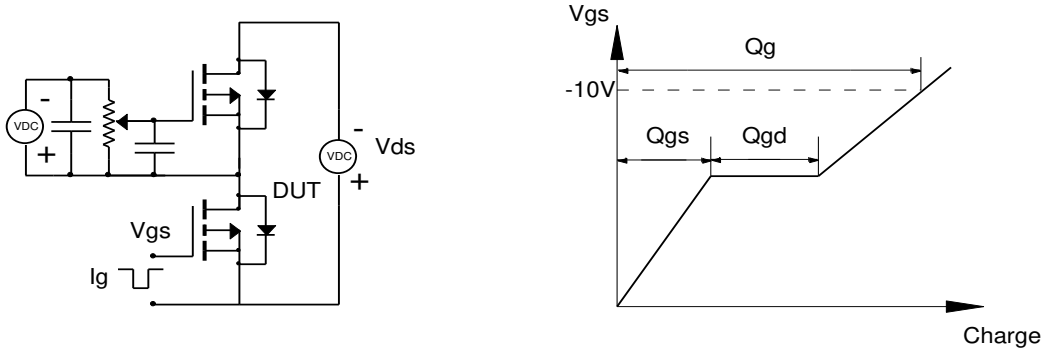 -
VDC
+
-
VDC
+
Vds
DUT
Vgs
Ig
Vgs
Qg
-10V
Qgs
Qgd
Charge